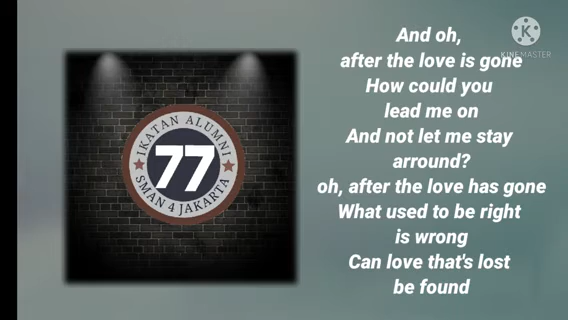 IKATAN ALUMNI
77
SMAN 4 JAKARTA
And oh,
after the love is gone
How could you
lead me on
And not let me stay
arround?
oh, after the love has gone
What used to be right
is wrong
Can love that's lost
be found
KINEMASTER